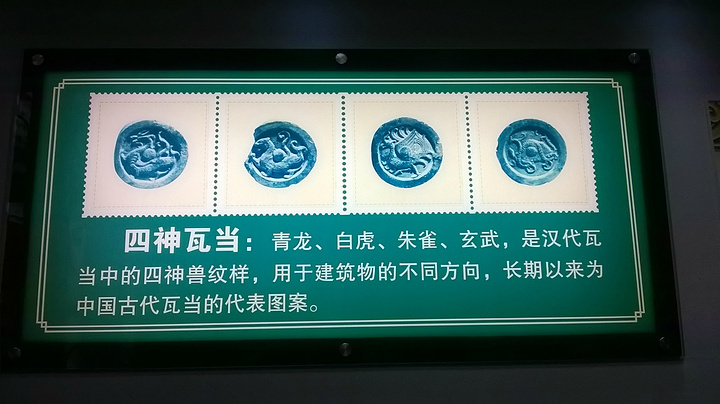 四神瓦当：青龙、白虎、朱雀、玄武，是汉代瓦
当中的四神兽纹样，用于建筑物的不同方向，长期以来为
中国古代瓦当的代表图案。